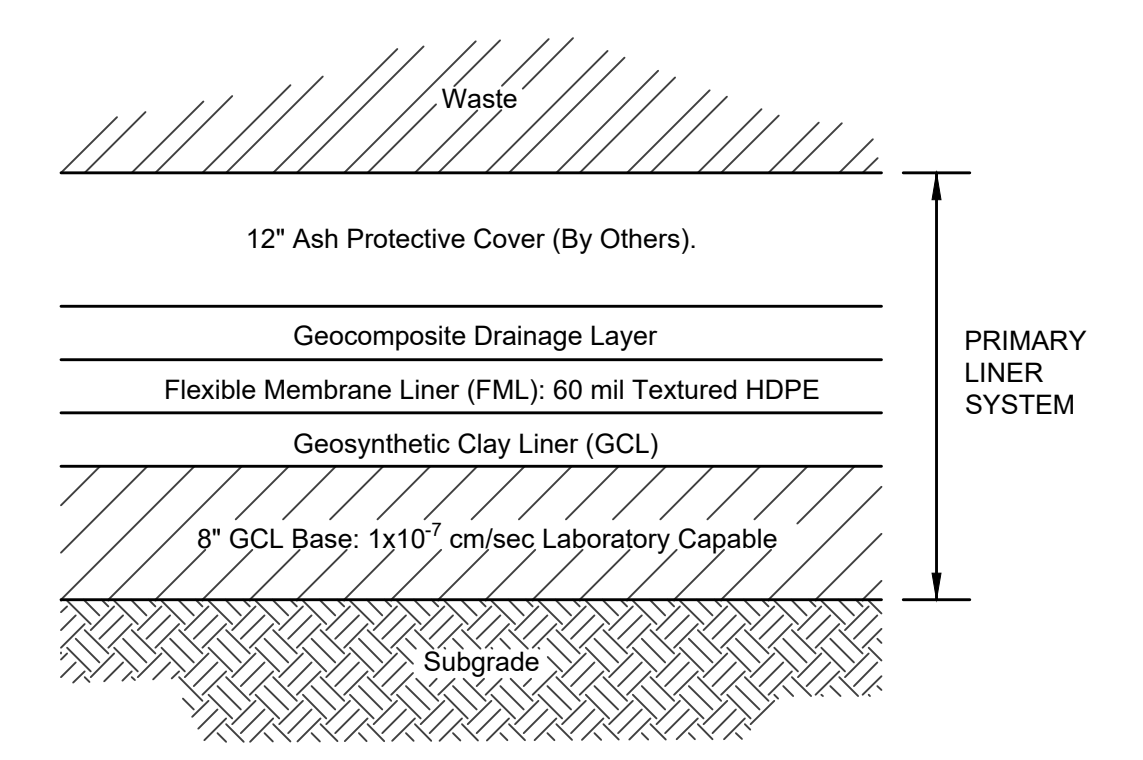 Waste
12" Ash Protective Cover (By Others).
Geocomposite Drainage Layer
Flexible Membrane Liner (FML): 60 mil Textured HDPE
Geosynthetic Clay Liner (GCL)
8" GCL Base: 1x10⁻⁷ cm/sec Laboratory Capable
Subgrade
PRIMARY
LINER
SYSTEM